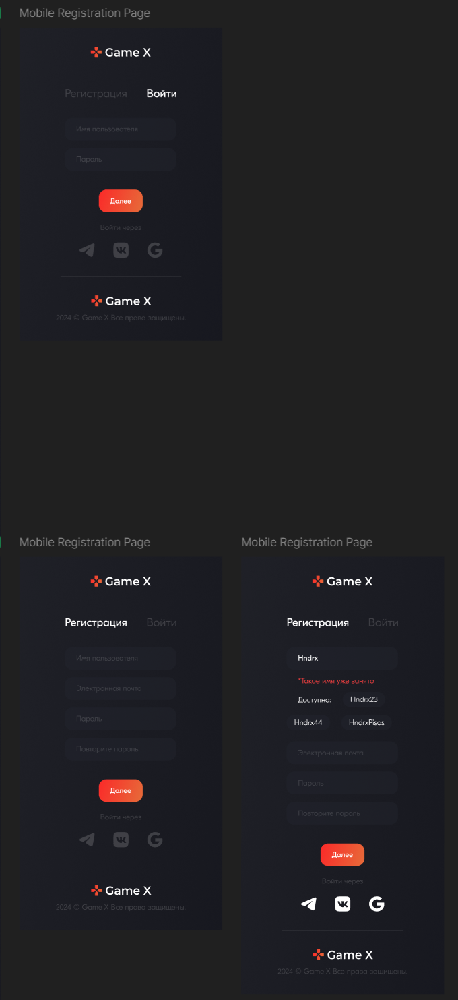 Mobile Registration Page
Game X
Регистрация Войти
Имя пользователя
Пароль
Далее
Войти через
Game X
2024 © Game X Все права защищены.
Mobile Registration Page
Game X
Регистрация Войти
Имя пользователя
Электронная почта
Пароль
Повторите пароль
Далее
Войти через
Game X
2024 © Game X Все права защищены.
Mobile Registration Page
Game X
Регистрация Войти
Hndrx
*Такое имя уже занято
Доступно: Hndrx23
Hndrx44 HndrxPisos
Электронная почта
Пароль
Повторите пароль
Далее
Войти через
Game X
2024 © Game X Все права защищены.